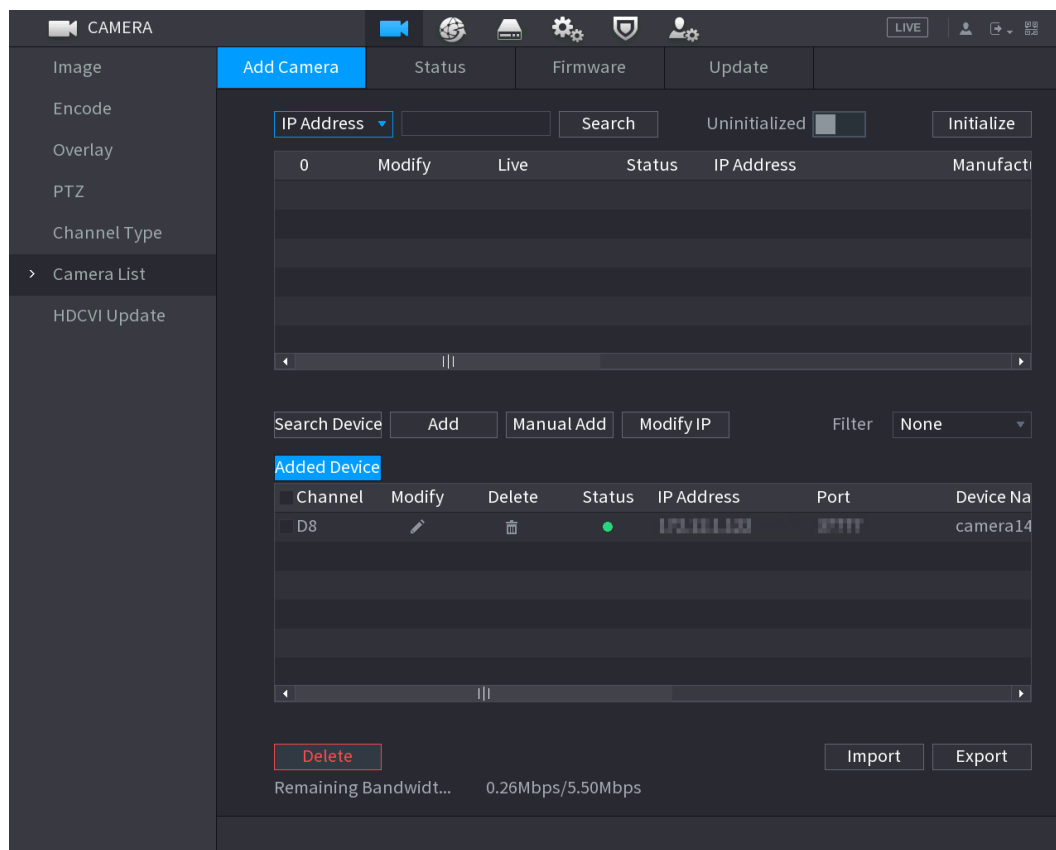 CAMERA LIVE
Image
Encode
Overlay
PTZ
Channel Type
Camera List
HDCVI Update
Add Camera Status Firmware Update
IP Address Search Uninitialized Initialize
0 Modify Live Status IP Address Manufactu
Search Device Add Manual Add Modify IP Filter None
Added Device
Channel Modify Delete Status IP Address Port Device Na
D8 camera14
Delete Import Export
Remaining Bandwidt... 0.26Mbps/5.50Mbps